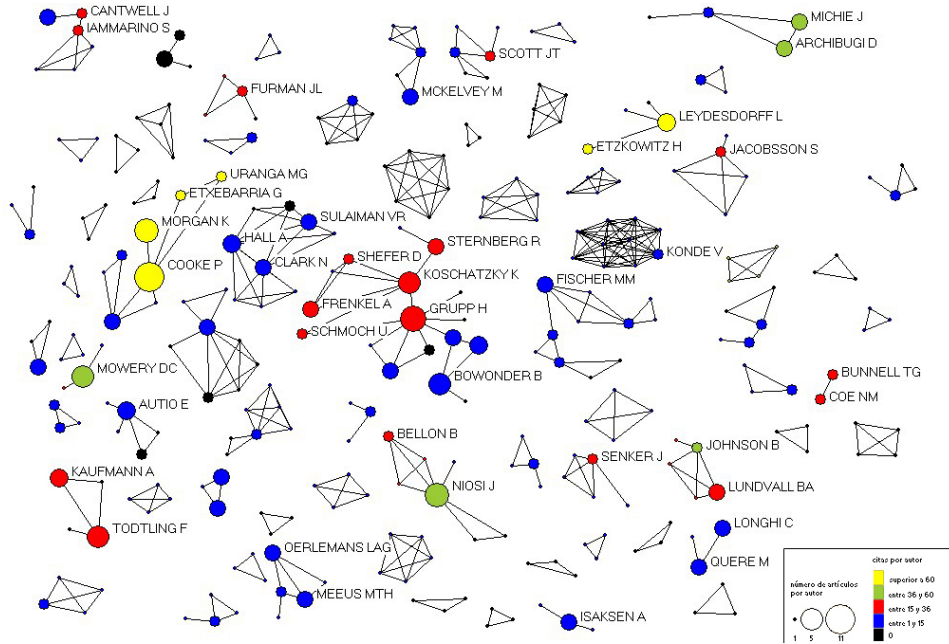 CANTWELL J
IAMMARINO S
MICHIE J
ARCHIBUGI D
SCOTT JT
FURMAN JL
MCKELVEY M
LEYDESDORFF L
ETZKOWITZ H
JACOBSSON S
URANGA MG
ETXEBARRIA G
MORGAN K
SULAIMAN VR
HALL A
STERNBERG R
KONDE V
COOKE P
CLARK N
SHEFER D
KOSCHATZKY K
FISCHER MM
FRENKEL A
GRUPP H
SCHMOCH U
MOWERY DC
BOWONDER B
BUNNELL TG
COE NM
AUTIO E
BELLON B
JOHNSON B
KAUFMANN A
SENKER J
NIOSI J
LUNDVALL BA
TODTLING F
LONGHI C
OERLEMANS LAG
QUERE M
MEEUS MTH
ISAKSEN A
número de artículos
por autor
1 5 11
citas por autor
superior a 60
entre 36 y 60
entre 15 y 36
entre 1 y 15
0